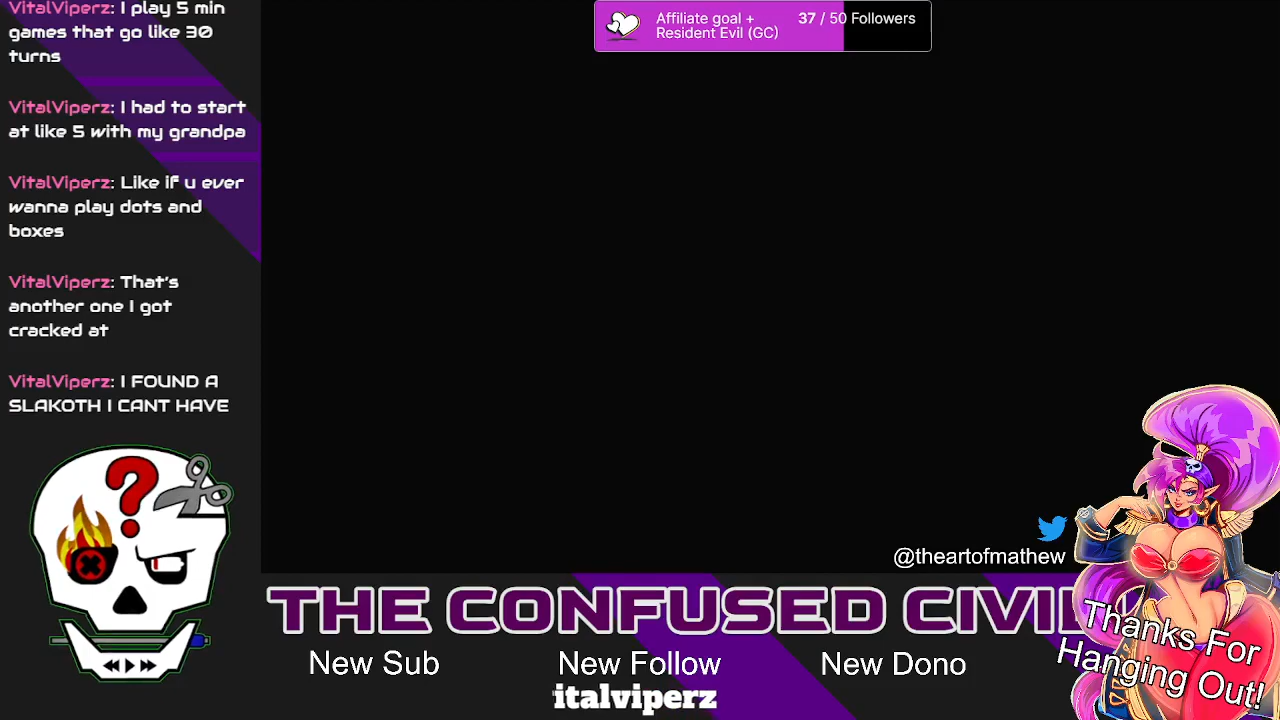 VitalViperz: I play 5 min
games that go like 30
turns
VitalViperz: I had to start
at like 5 with my grandpa
VitalViperz: Like if u ever
wanna play dots and
boxes
VitalViperz: That's
another one I got
cracked at
VitalViperz: I FOUND A
SLAKOTH I CANT HAVE
Affiliate goal +
Resident Evil (GC)
37 / 50 Followers
@theartofmathew
THE CONFUSED CIVIL
New Sub
New Follow
New Dono
italviperz
Thanks For
Hanging Out!